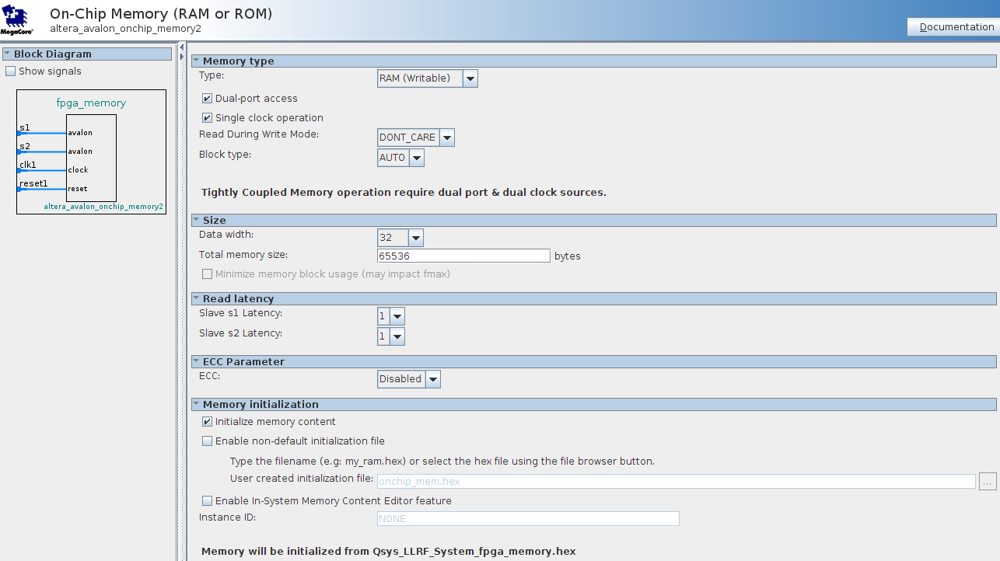 On-Chip Memory (RAM or ROM)
altera_avalon_onchip_memory2
MegaCore®
Documentation
Block Diagram
Show signals
fpga_memory
s1
avalon
s2
avalon
clk1
clock
reset1
reset
altera_avalon_onchip_memory2
Memory type
Type: RAM (Writable)
Dual-port access
Single clock operation
Read During Write Mode: DONT_CARE
Block type: AUTO
Tightly Coupled Memory operation require dual port & dual clock sources.
Size
Data width: 32
Total memory size: 65536 bytes
Minimize memory block usage (may impact fmax)
Read latency
Slave s1 Latency: 1
Slave s2 Latency: 1
ECC Parameter
ECC: Disabled
Memory initialization
Initialize memory content
Enable non-default initialization file
Type the filename (e.g: my_ram.hex) or select the hex file using the file browser button.
User created initialization file: onchip_mem.hex ...
Enable In-System Memory Content Editor feature
Instance ID: NONE
Memory will be initialized from Qsys_LLRF_System_fpga_memory.hex